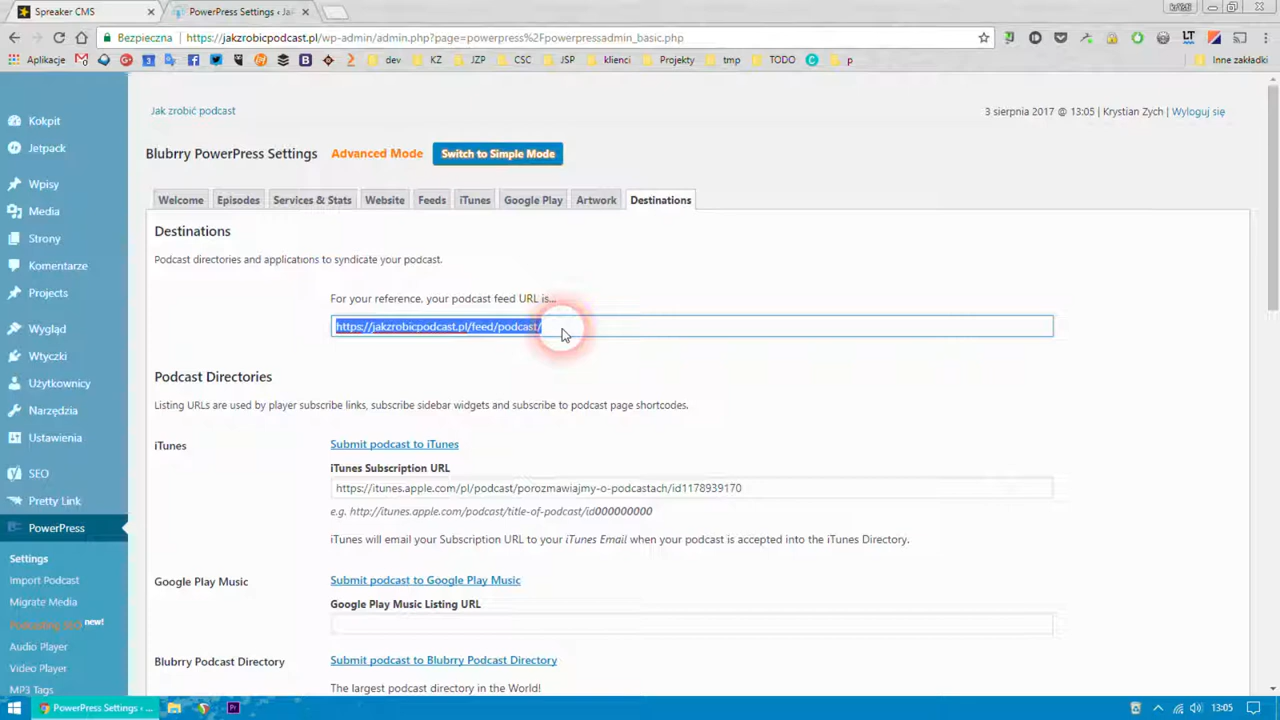 Spreaker CMS
PowerPress Settings ‹ Jak
Bezpieczna
https://jakzrobicpodcast.pl/wp-admin/admin.php?page=powerpress%2Fpowerpressadmin_basic.php
Aplikacje
dev
KZ
JZP
CSC
JSP
klienci
Projekty
tmp
TODO
p
Inne zakładki
Jak zrobić podcast
3 sierpnia 2017 @ 13:05 | Krystian Zych | Wyloguj się
Kokpit
Jetpack
Wpisy
Media
Strony
Komentarze
Projects
Wygląd
Wtyczki
Użytkownicy
Narzędzia
Ustawienia
SEO
Pretty Link
PowerPress
Settings
Import Podcast
Migrate Media
Podcasting SEO new!
Audio Player
Video Player
MP3 Tags
Blubrry PowerPress Settings
Advanced Mode
Switch to Simple Mode
Welcome
Episodes
Services & Stats
Website
Feeds
iTunes
Google Play
Artwork
Destinations
Destinations
Podcast directories and applications to syndicate your podcast.
For your reference, your podcast feed URL is...
https://jakzrobicpodcast.pl/feed/podcast/
Podcast Directories
Listing URLs are used by player subscribe links, subscribe sidebar widgets and subscribe to podcast page shortcodes.
iTunes
Submit podcast to iTunes
iTunes Subscription URL
https://itunes.apple.com/pl/podcast/porozmawiajmy-o-podcastach/id1178939170
e.g. http://itunes.apple.com/podcast/title-of-podcast/id000000000
iTunes will email your Subscription URL to your iTunes Email when your podcast is accepted into the iTunes Directory.
Google Play Music
Submit podcast to Google Play Music
Google Play Music Listing URL
Blubrry Podcast Directory
Submit podcast to Blubrry Podcast Directory
The largest podcast directory in the World!
PowerPress Settings ‹ ...
13:05